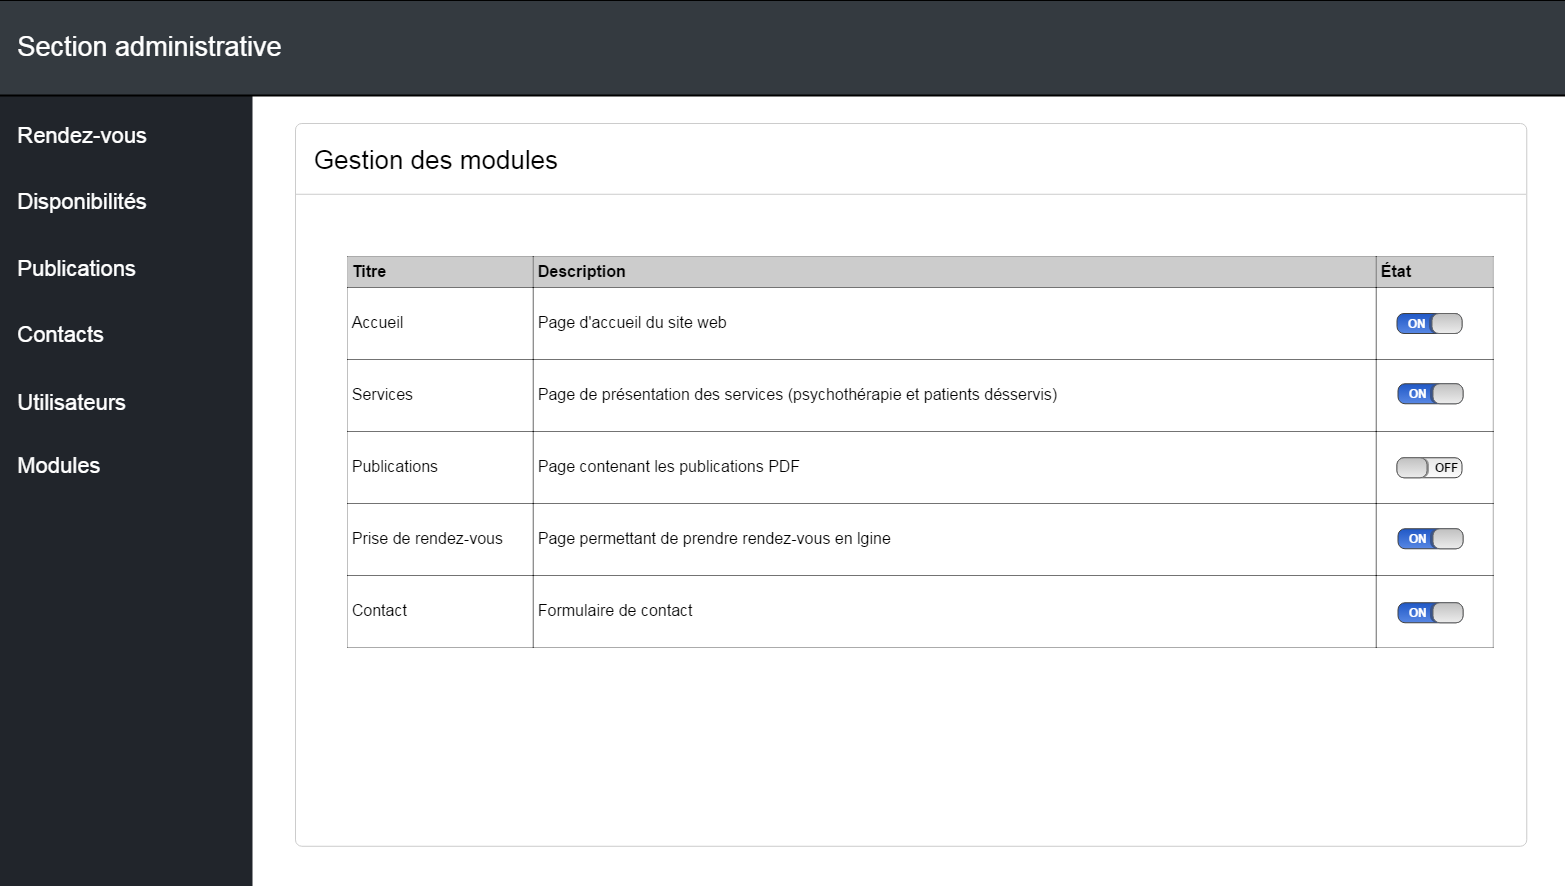 Section administrative
Rendez-vous
Disponibilités
Publications
Contacts
Utilisateurs
Modules
Gestion des modules
Titre Description État
Accueil Page d'accueil du site web ON
Services Page de présentation des services (psychothérapie et patients désservis) ON
Publications Page contenant les publications PDF OFF
Prise de rendez-vous Page permettant de prendre rendez-vous en lgine ON
Contact Formulaire de contact ON